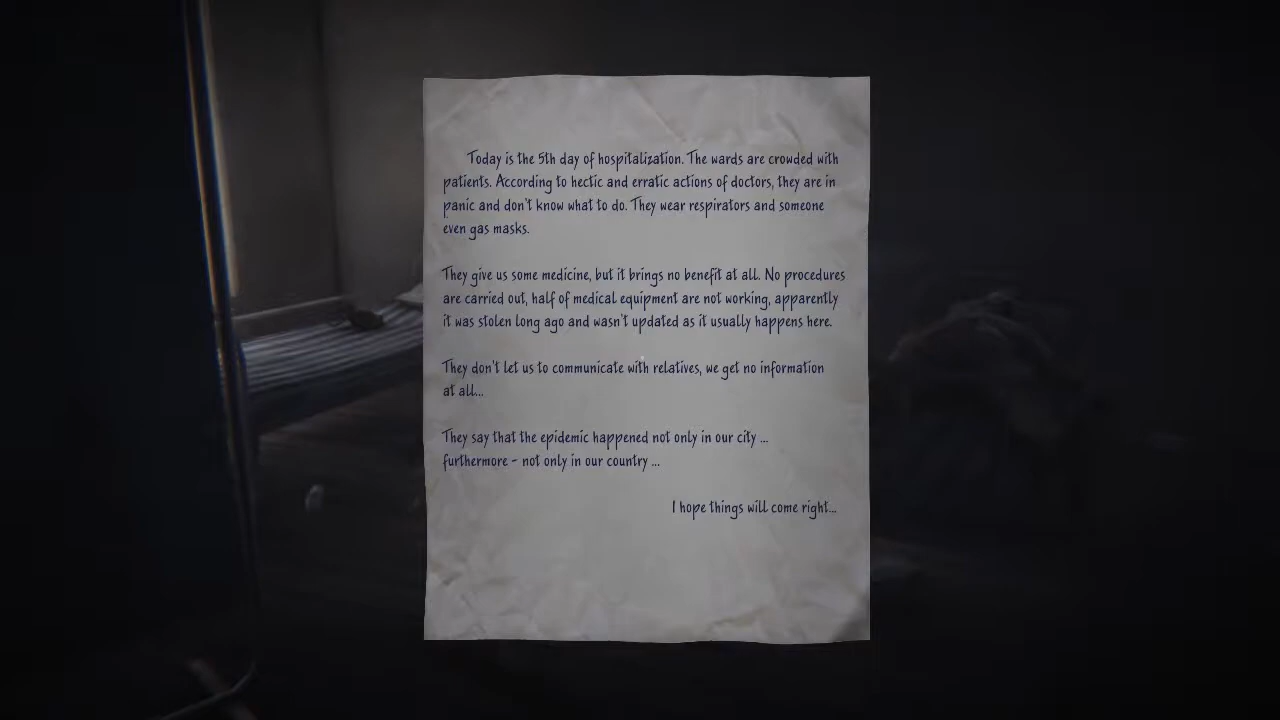 Today is the 5th day of hospitalization. The wards are crowded with
patients. According to hectic and erratic actions of doctors, they are in
panic and don't know what to do. They wear respirators and someone
even gas masks.
They give us some medicine, but it brings no benefit at all. No procedures
are carried out, half of medical equipment are not working, apparently
it was stolen long ago and wasn't updated as it usually happens here.
They don't let us to communicate with relatives, we get no information
at all...
They say that the epidemic happened not only in our city ...
furthermore - not only in our country ...
I hope things will come right...